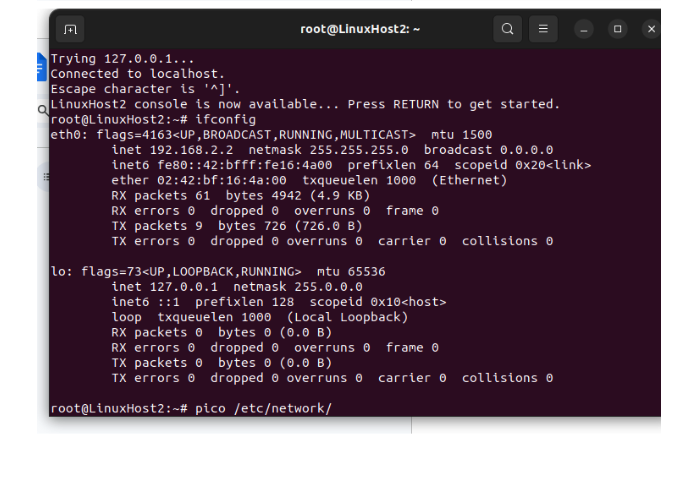 root@LinuxHost2: ~
Trying 127.0.0.1...
Connected to localhost.
Escape character is '^]'.
LinuxHost2 console is now available... Press RETURN to get started.
root@LinuxHost2:~# ifconfig
eth0: flags=4163<UP,BROADCAST,RUNNING,MULTICAST>  mtu 1500
        inet 192.168.2.2  netmask 255.255.255.0  broadcast 0.0.0.0
        inet6 fe80::42:bfff:fe16:4a00  prefixlen 64  scopeid 0x20<link>
        ether 02:42:bf:16:4a:00  txqueuelen 1000  (Ethernet)
        RX packets 61  bytes 4942 (4.9 KB)
        RX errors 0  dropped 0  overruns 0  frame 0
        TX packets 9  bytes 726 (726.0 B)
        TX errors 0  dropped 0 overruns 0  carrier 0  collisions 0
lo: flags=73<UP,LOOPBACK,RUNNING>  mtu 65536
        inet 127.0.0.1  netmask 255.0.0.0
        inet6 ::1  prefixlen 128  scopeid 0x10<host>
        loop  txqueuelen 1000  (Local Loopback)
        RX packets 0  bytes 0 (0.0 B)
        RX errors 0  dropped 0  overruns 0  frame 0
        TX packets 0  bytes 0 (0.0 B)
        TX errors 0  dropped 0 overruns 0  carrier 0  collisions 0
root@LinuxHost2:~# pico /etc/network/